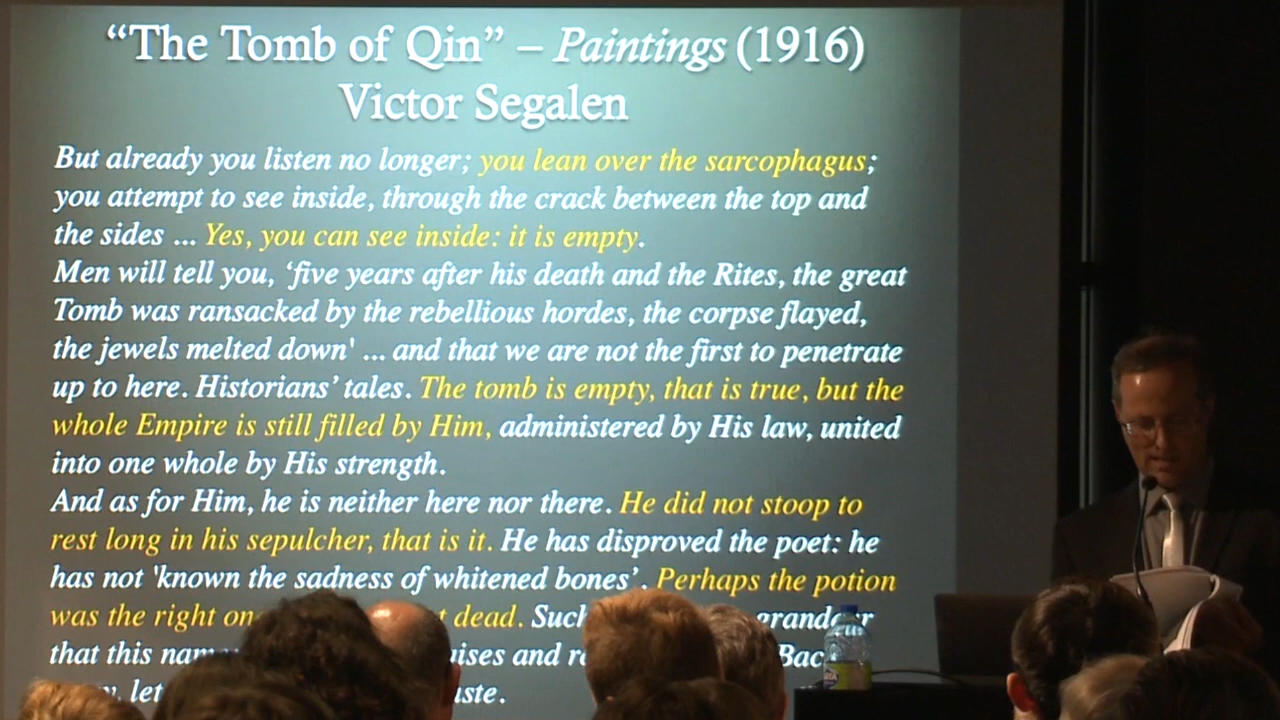 “The Tomb of Qin” – Paintings (1916)
Victor Segalen
But already you listen no longer; you lean over the sarcophagus;
you attempt to see inside, through the crack between the top and
the sides ... Yes, you can see inside: it is empty.
Men will tell you, ‘five years after his death and the Rites, the great
Tomb was ransacked by the rebellious hordes, the corpse flayed,
the jewels melted down' ... and that we are not the first to penetrate
up to here. Historians’ tales. The tomb is empty, that is true, but the
whole Empire is still filled by Him, administered by His law, united
into one whole by His strength.
And as for Him, he is neither here nor there. He did not stoop to
rest long in his sepulcher, that is it. He has disproved the poet: he
has not 'known the sadness of whitened bones’. Perhaps the potion
was the right dead. Such grandeur
that this and
let